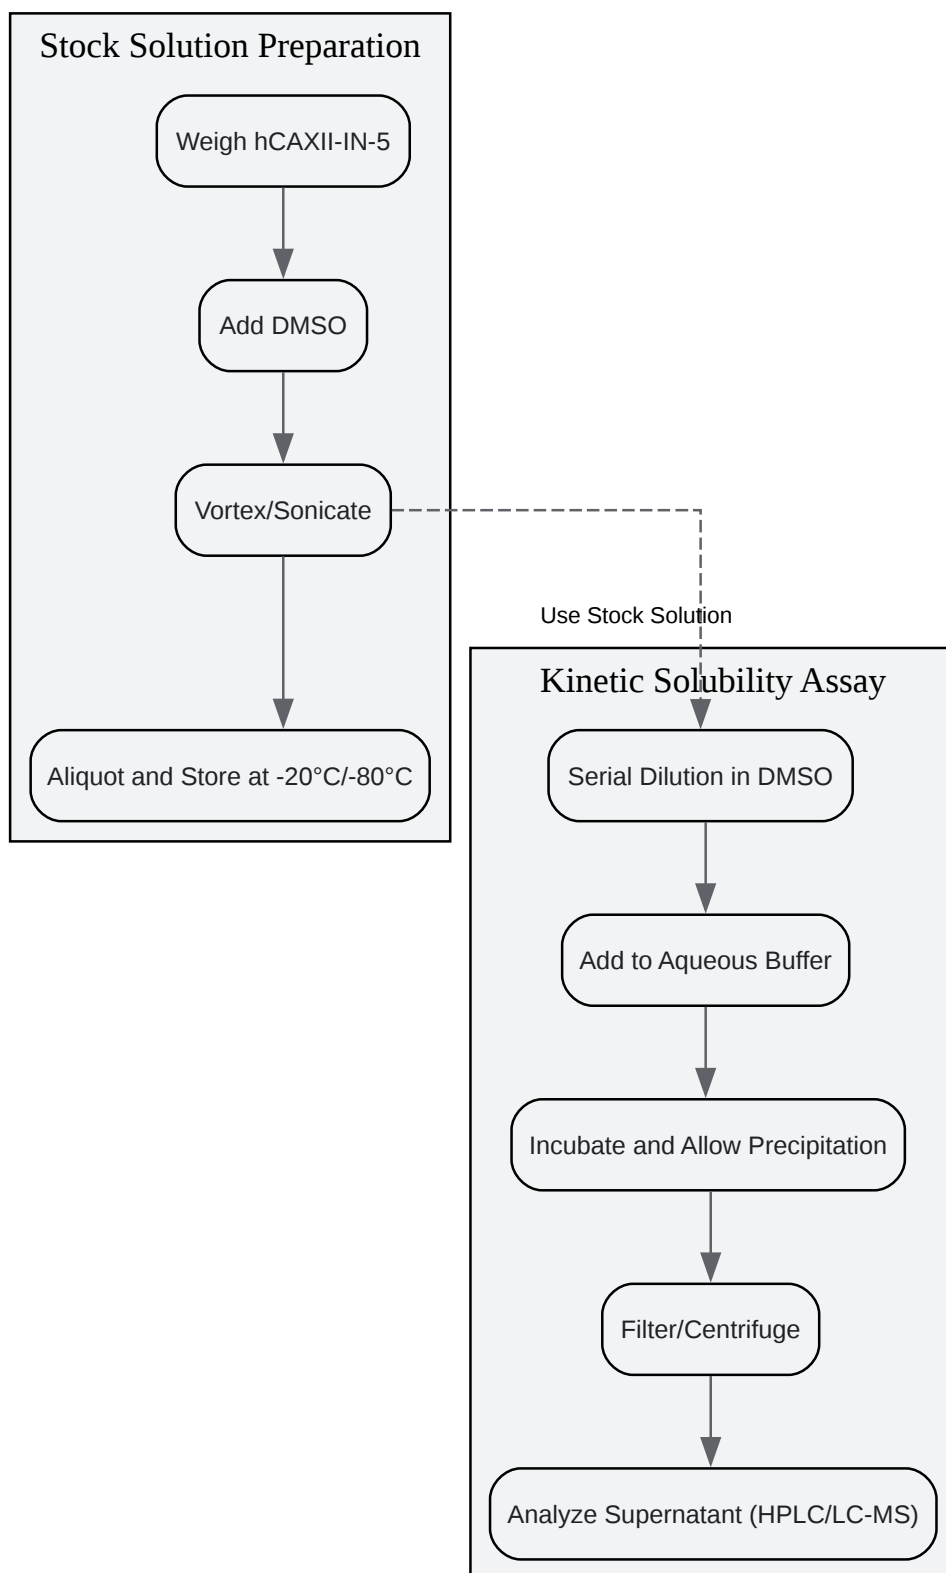 Stock Solution Preparation
Weigh hCAXII-IN-5
Add DMSO
Vortex/Sonicate
Aliquot and Store at -20°C/-80°C
Use Stock Solution
Kinetic Solubility Assay
Serial Dilution in DMSO
Add to Aqueous Buffer
Incubate and Allow Precipitation
Filter/Centrifuge
Analyze Supernatant (HPLC/LC-MS)